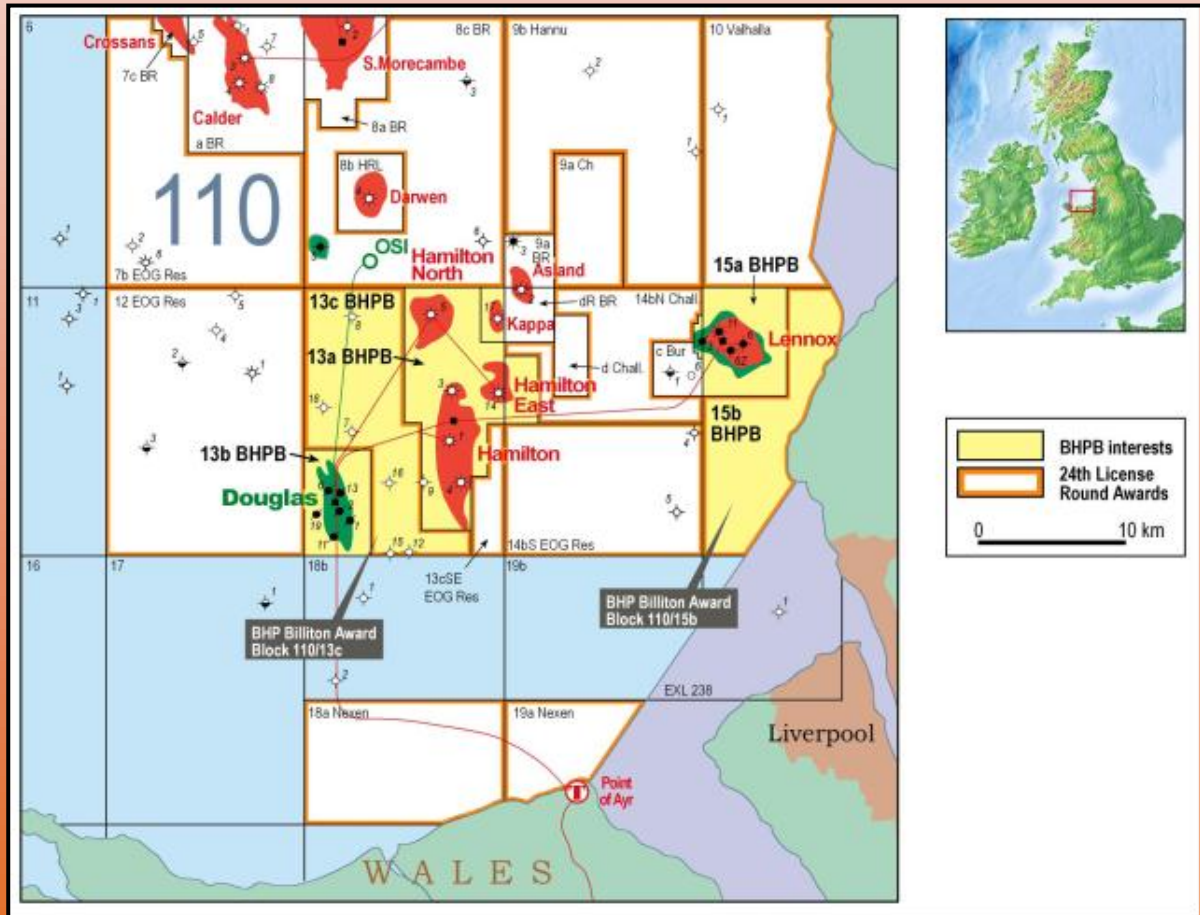 6
8c BR
9b Hannu
10 Valhalla
Crossans
7c BR
S.Morecambe
Calder
8a BR
a BR
110
8b HRL
Darwen
9a Ch
OSI
Hamilton
North
9a
BR
Asland
7b EOG Res
15a BHPB
11
12 EOG Res
13c BHPB
dR BR
14bN Chall.
Kappa
13a BHPB
Lennox
c Bur
d Chall.
Hamilton
East
15b
BHPB
13b BHPB
Hamilton
Douglas
14bS EOG Res
16
17
18b
13cSE
EOG Res
19b
BHP Billiton Award
Block 110/13c
BHP Billiton Award
Block 110/15b
EXL 238
18a Nexen
19a Nexen
Liverpool
T
Point
of Ayr
WALES
BHPB interests
24th License
Round Awards
0
10 km